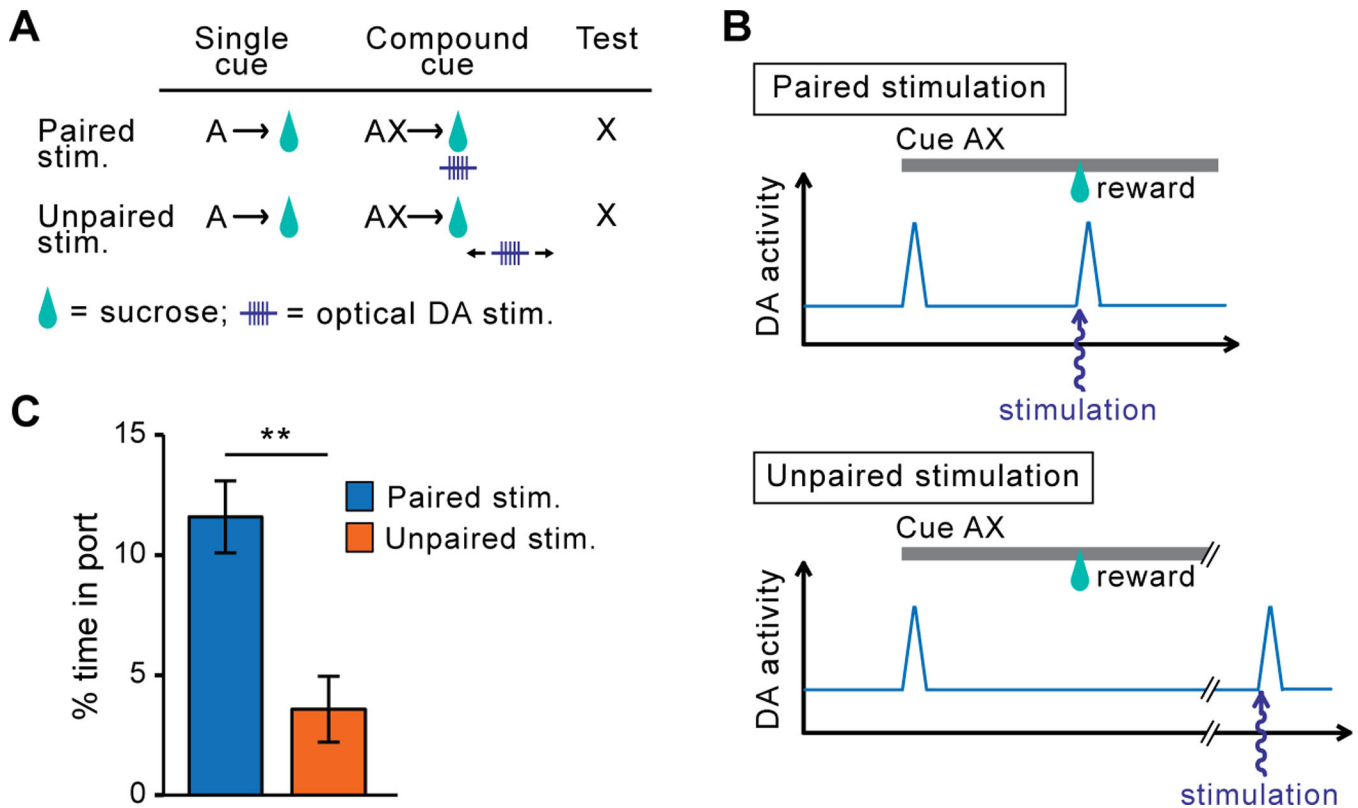 A
Single cue
Compound cue
Test
Paired stim.
A→
AX→
X
Unpaired stim.
A→
AX→
X
= sucrose; = optical DA stim.
B
Paired stimulation
Cue AX
reward
DA activity
stimulation
Unpaired stimulation
Cue AX
reward
DA activity
stimulation
C
15
10
5
0
% time in port
**
Paired stim.
Unpaired stim.